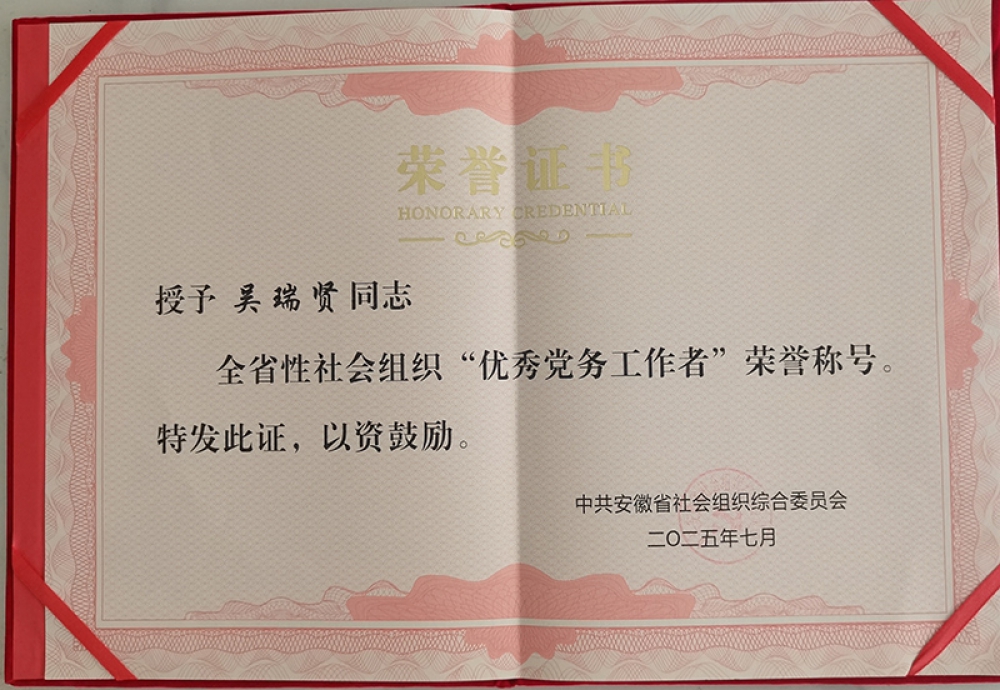 荣誉证书
HONORARY CREDENTIAL
授予 吴瑞贤 同志
全省性社会组织“优秀党务工作者”荣誉称号。
特发此证，以资鼓励。
中共安徽省社会组织综合委员会
二〇二五年七月